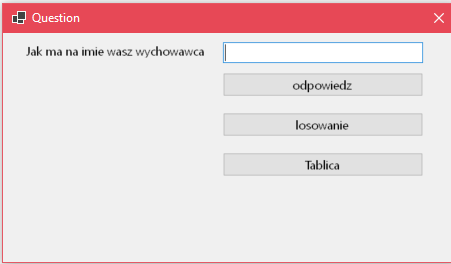 Question
Jak ma na imie wasz wychowawca
odpowiedz
losowanie
Tablica